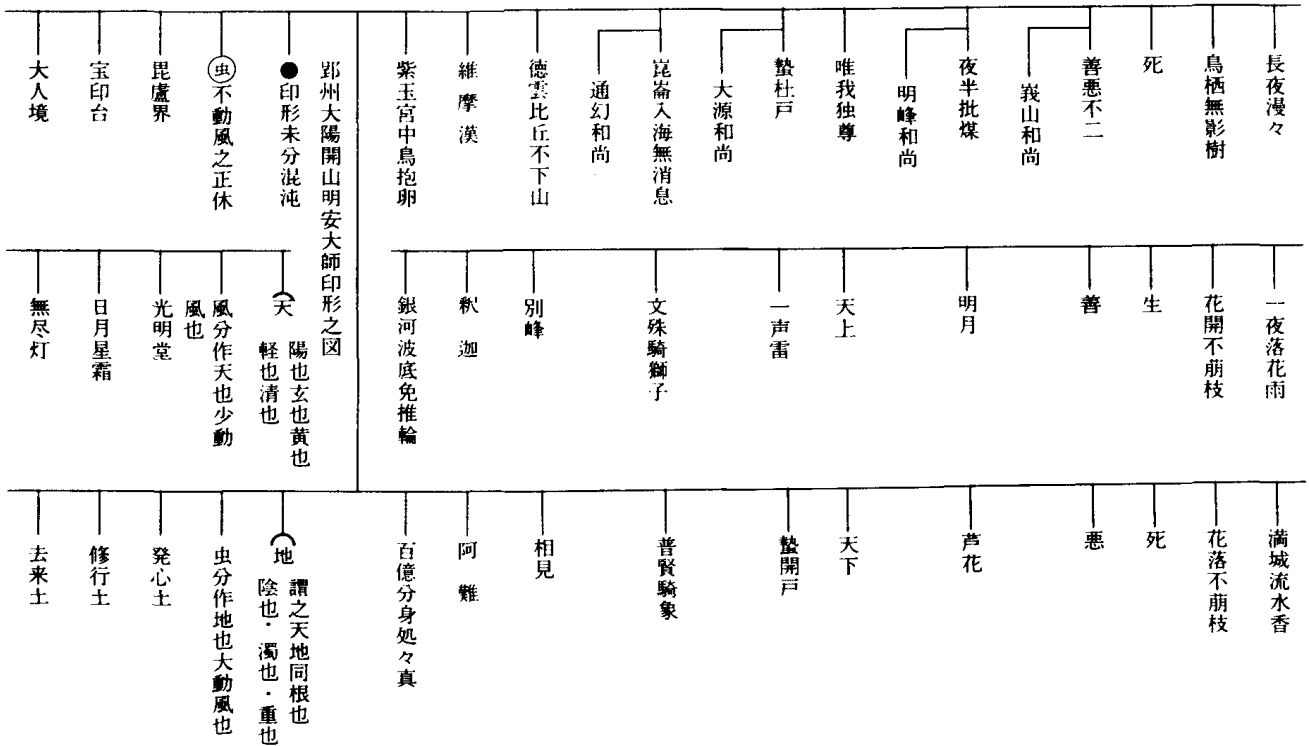 長夜漫々
鳥栖無影樹
死
善悪不二
峩山和尚
夜半批煤
明峰和尚
唯我独尊
蟄杜戸
大源和尚
崑崙入海無消息
通幻和尚
徳雲比丘不下山
維摩漢
紫玉宮中鳥抱卵
一夜落花雨
花開不萠枝
生
善
明月
天上
一声雷
文殊騎獅子
別峰
釈迦
銀河波底免推輪
満城流水香
花落不萠枝
死
悪
芦花
天下
蟄開戸
普賢騎象
相見
阿難
百億分身処々真
郢州大陽開山明安大師印形之図
●印形未分混沌
虫不動風之正休
毘盧界
宝印台
大人境
天
陽也玄也黄也
軽也清也
風分作天也少動
風也
光明堂
日月星霜
無尽灯
地
謂之天地同根也
陰也・濁也・重也
虫分作地也大動風也
発心土
修行土
去来土